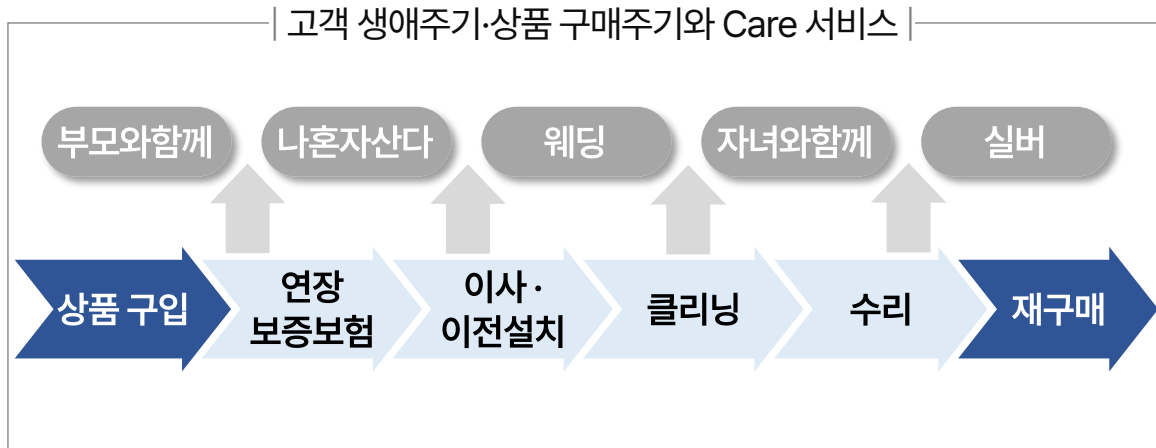 고객 생애주기·상품 구매주기와 Care 서비스
부모와함께
나혼자산다
웨딩
자녀와함께
실버
상품 구입
연장
보증보험
이사 ·
이전설치
클리닝
수리
재구매